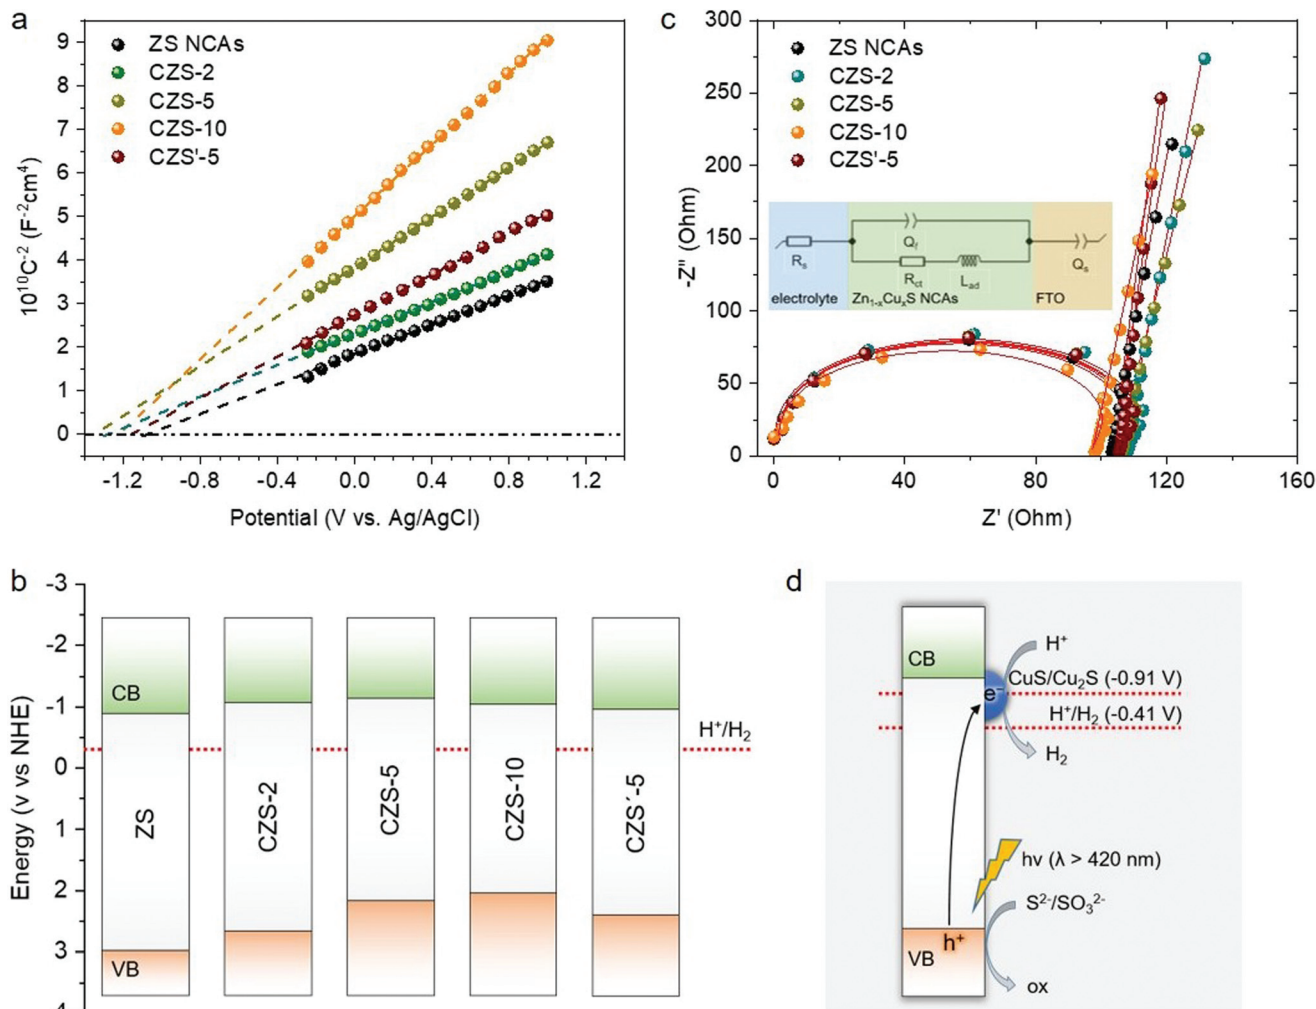 a
ZS NCAs
CZS-2
CZS-5
CZS-10
CZS'-5
10¹⁰C⁻² (F⁻²cm⁴)
9
8
7
6
5
4
3
2
1
0
-1.2 -0.8 -0.4 0.0 0.4 0.8 1.2
Potential (V vs. Ag/AgCl)
c
ZS NCAs
CZS-2
CZS-5
CZS-10
CZS'-5
-Z'' (Ohm)
300
250
200
150
100
50
0
Rs
Qf
Rct
Lad
Qs
electrolyte
Zn₁₋ₓCuₓS NCAs
FTO
0 40 80 120 160
Z' (Ohm)
b
Energy (v vs NHE)
-3
-2
-1
0
1
2
3
4
CB
VB
ZS
CZS-2
CZS-5
CZS-10
CZS´-5
H⁺/H₂
d
CB
H⁺
CuS/Cu₂S (-0.91 V)
e⁻
H⁺/H₂ (-0.41 V)
H₂
hν (λ > 420 nm)
S²⁻/SO₃²⁻
h⁺
VB
ox